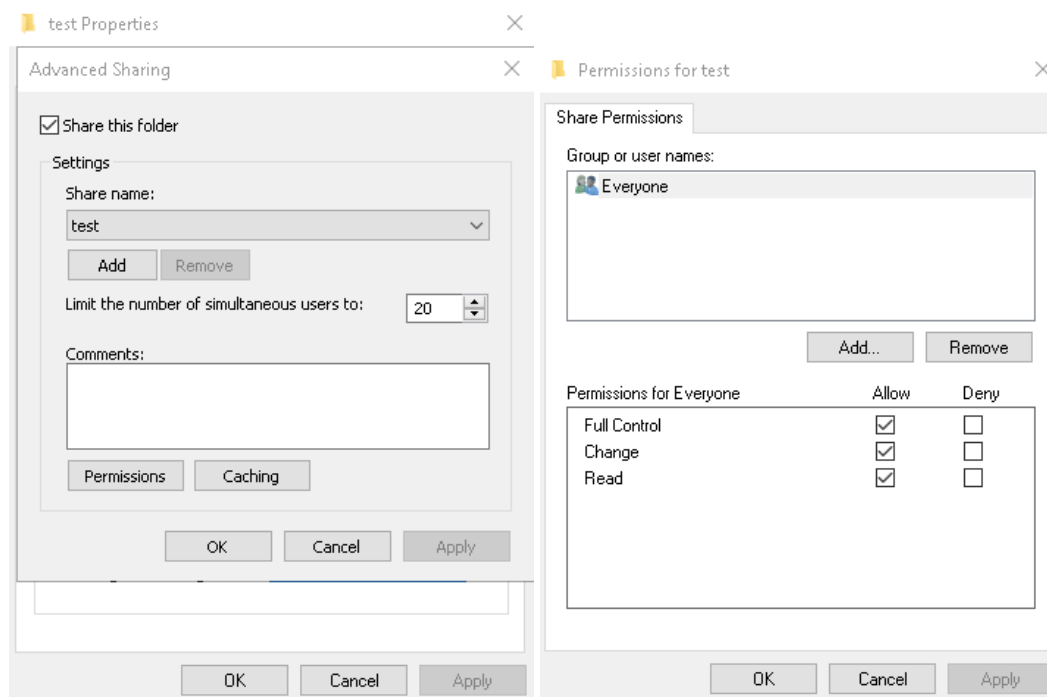 test Properties
Advanced Sharing
Share this folder
Settings
Share name:
test
Add Remove
Limit the number of simultaneous users to: 20
Comments:
Permissions Caching
OK Cancel Apply
OK Cancel Apply
Permissions for test
Share Permissions
Group or user names:
Everyone
Add... Remove
Permissions for Everyone Allow Deny
Full Control
Change
Read
OK Cancel Apply